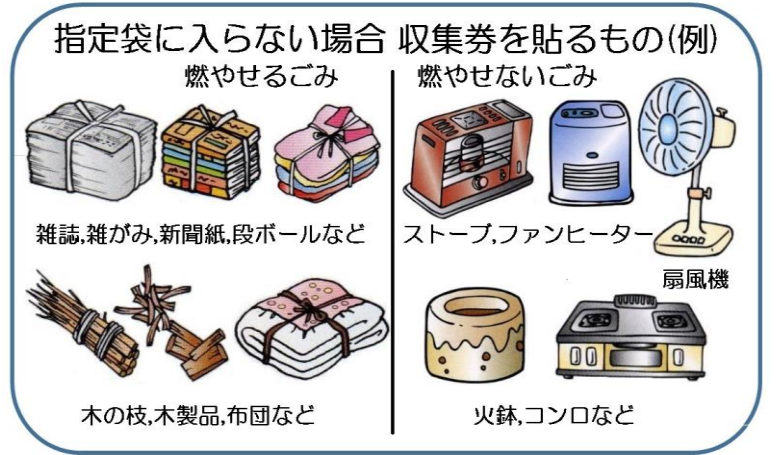 指定袋に入らない場合 収集券を貼るもの(例)
燃やせるごみ
雑誌,雑がみ,新聞紙,段ボールなど
木の枝,木製品,布団など
燃やせないごみ
ストーブ,ファンヒーター
扇風機
火鉢,コンロなど